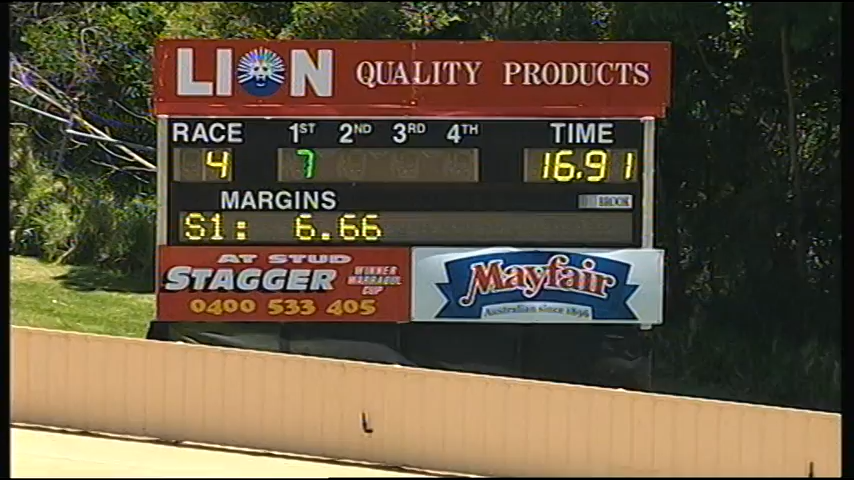 LION QUALITY PRODUCTS
RACE 1ST 2ND 3RD 4TH TIME
4 7 16.91
MARGINS
BROOK
S1: 6.66
AT STUD
STAGGER WINNER WARRAGUL CUP
0400 533 405
Mayfair
Australian since 1896